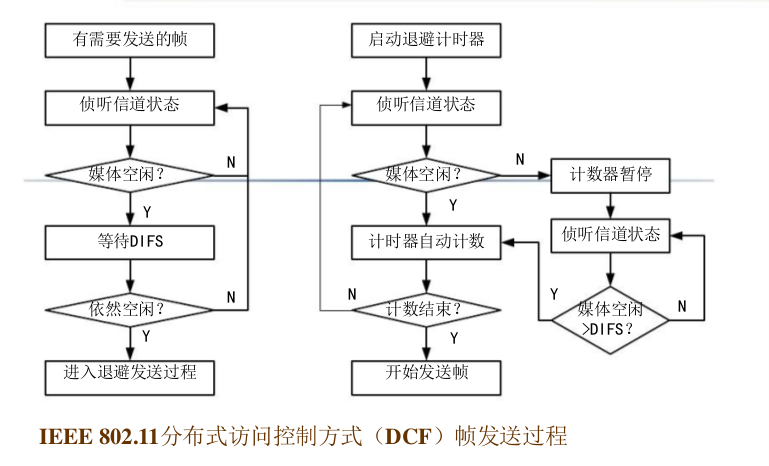 有需要发送的帧
侦听信道状态
媒体空闲？
N
Y
等待DIFS
依然空闲？
N
Y
进入退避发送过程
启动退避计时器
侦听信道状态
媒体空闲？
N
Y
计时器自动计数
计数结束？
N
Y
开始发送帧
计数器暂停
侦听信道状态
媒体空闲
>DIFS？
Y
N
IEEE 802.11分布式访问控制方式（DCF）帧发送过程